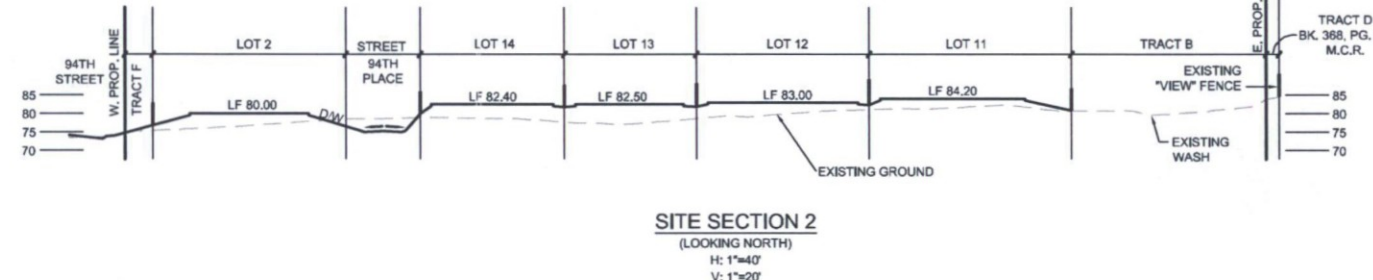 94TH
STREET
W. PROP. LINE
TRACT F
LOT 2
STREET
94TH
PLACE
LOT 14
LOT 13
LOT 12
LOT 11
TRACT B
E. PROP.
TRACT D
BK. 368, PG.
M.C.R.
EXISTING
"VIEW" FENCE
85
80
75
70
LF 80.00
D/W
LF 82.40
LF 82.50
LF 83.00
LF 84.20
85
80
75
70
EXISTING GROUND
EXISTING
WASH
SITE SECTION 2
(LOOKING NORTH)
H: 1"=40'
V: 1"=20'